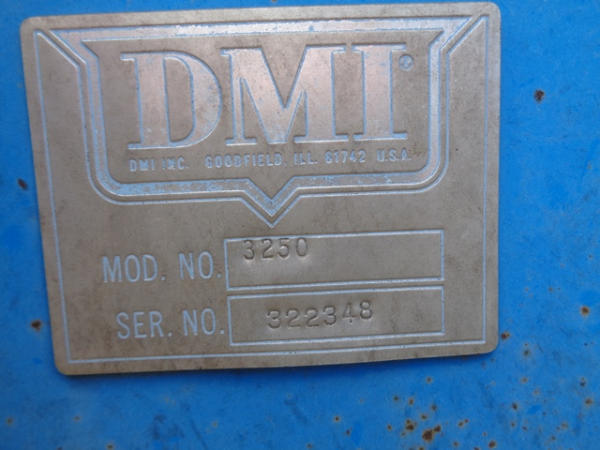 DMI®
DMI INC. GOODFIELD, ILL. 61742 U.S.A.
MOD. NO. 3250
SER. NO. 322348